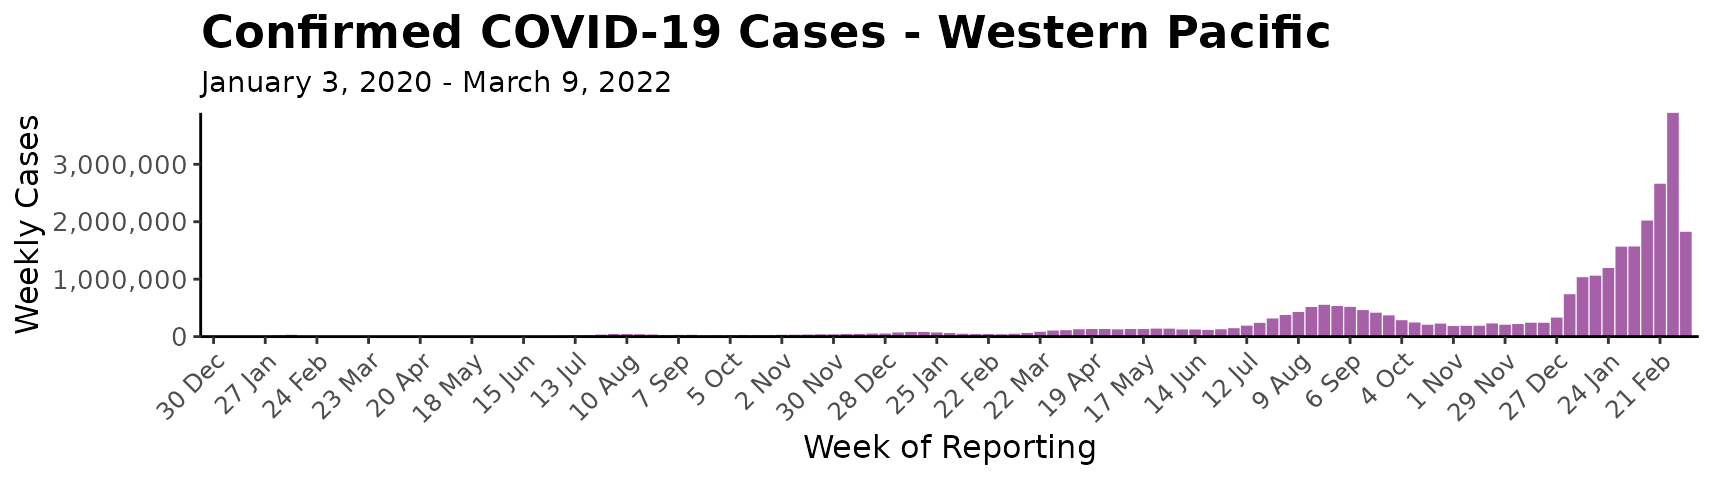 Confirmed COVID-19 Cases - Western Pacific
January 3, 2020 - March 9, 2022
Weekly Cases
3,000,000
2,000,000
1,000,000
0
30 Dec
27 Jan
24 Feb
23 Mar
20 Apr
18 May
15 Jun
13 Jul
10 Aug
7 Sep
5 Oct
2 Nov
30 Nov
28 Dec
25 Jan
22 Feb
22 Mar
19 Apr
17 May
14 Jun
12 Jul
9 Aug
6 Sep
4 Oct
1 Nov
29 Nov
27 Dec
24 Jan
21 Feb
Week of Reporting